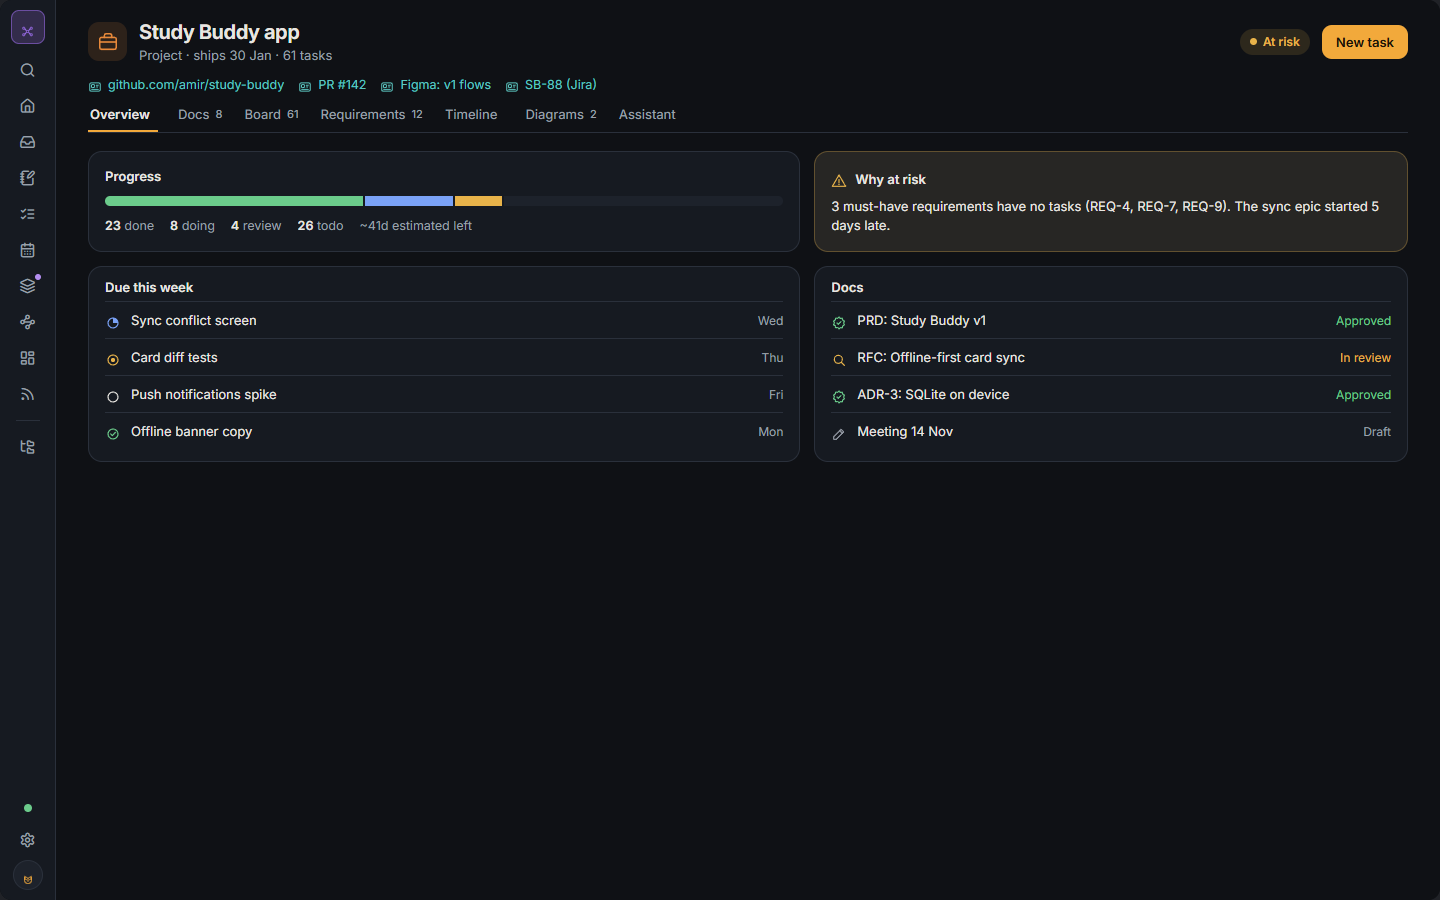 Study Buddy app
Project · ships 30 Jan · 61 tasks
At risk
New task
github.com/amir/study-buddy PR #142 Figma: v1 flows SB-88 (Jira)
Overview Docs 8 Board 61 Requirements 12 Timeline Diagrams 2 Assistant
Progress
23 done 8 doing 4 review 26 todo ~41d estimated left
Why at risk
3 must-have requirements have no tasks (REQ-4, REQ-7, REQ-9). The sync epic started 5
days late.
Due this week
Sync conflict screen Wed
Card diff tests Thu
Push notifications spike Fri
Offline banner copy Mon
Docs
PRD: Study Buddy v1 Approved
RFC: Offline-first card sync In review
ADR-3: SQLite on device Approved
Meeting 14 Nov Draft